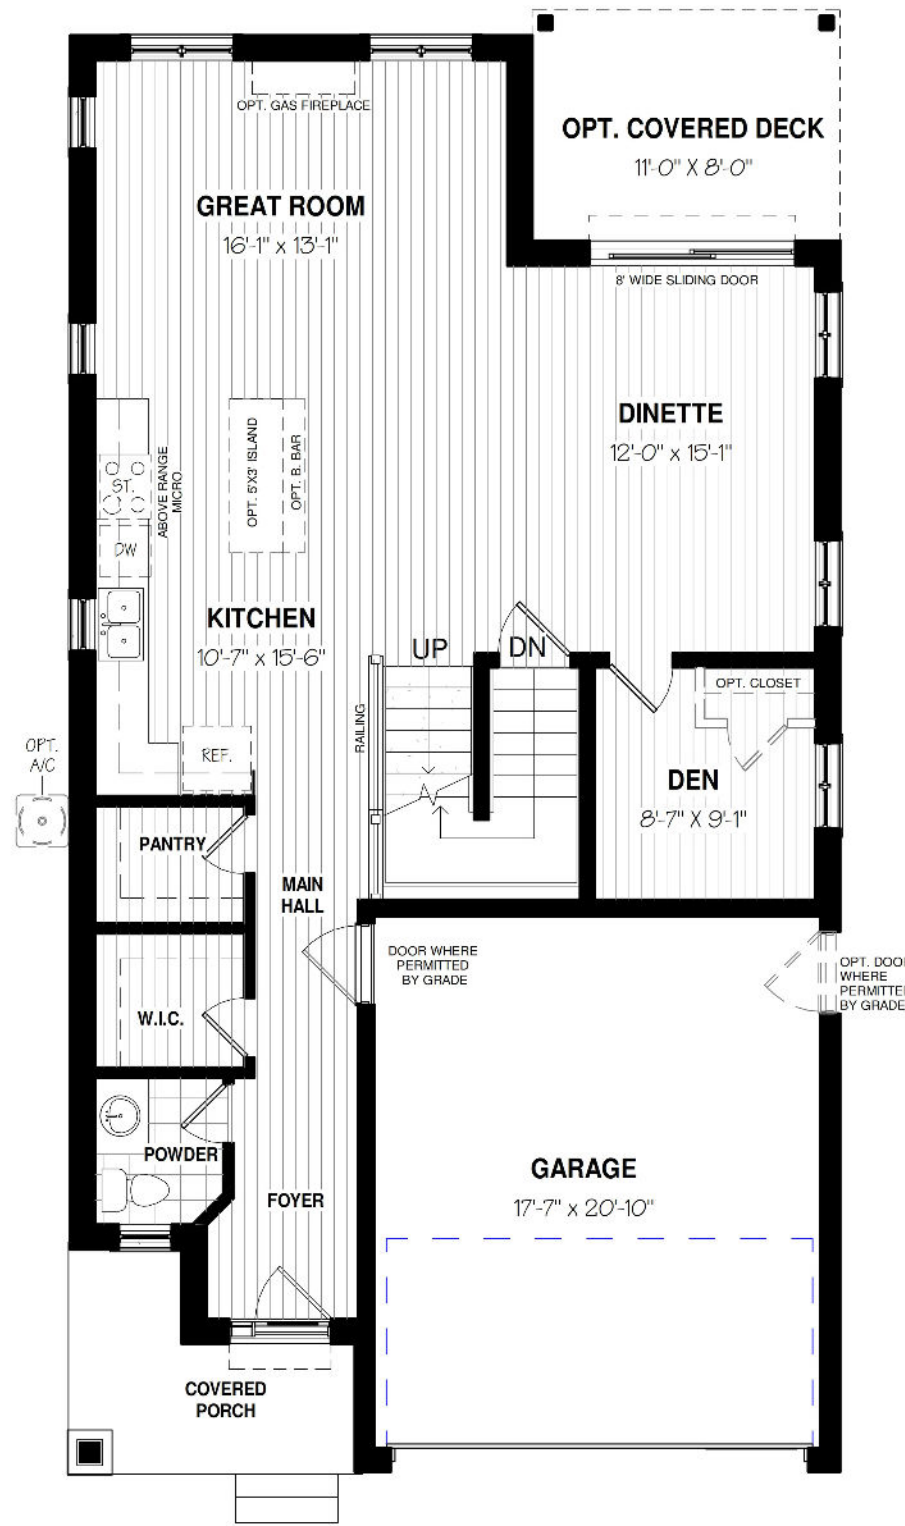 OPT. GAS FIREPLACE
OPT. COVERED DECK
11'-0" X 8'-0"
GREAT ROOM
16'-1" x 13'-1"
8' WIDE SLIDING DOOR
DINETTE
12'-0" x 15'-1"
ST.
DW
ABOVE RANGE
MICRO
OPT. 5'X3' ISLAND
OPT. B. BAR
KITCHEN
10'-7" x 15'-6"
UP
DN
OPT. CLOSET
RAILING
OPT.
A/C
REF.
DEN
8'-7" X 9'-1"
PANTRY
MAIN
HALL
DOOR WHERE
PERMITTED
BY GRADE
OPT. DOOR
WHERE
PERMITTED
BY GRADE
W.I.C.
POWDER
FOYER
GARAGE
17'-7" x 20'-10"
COVERED
PORCH